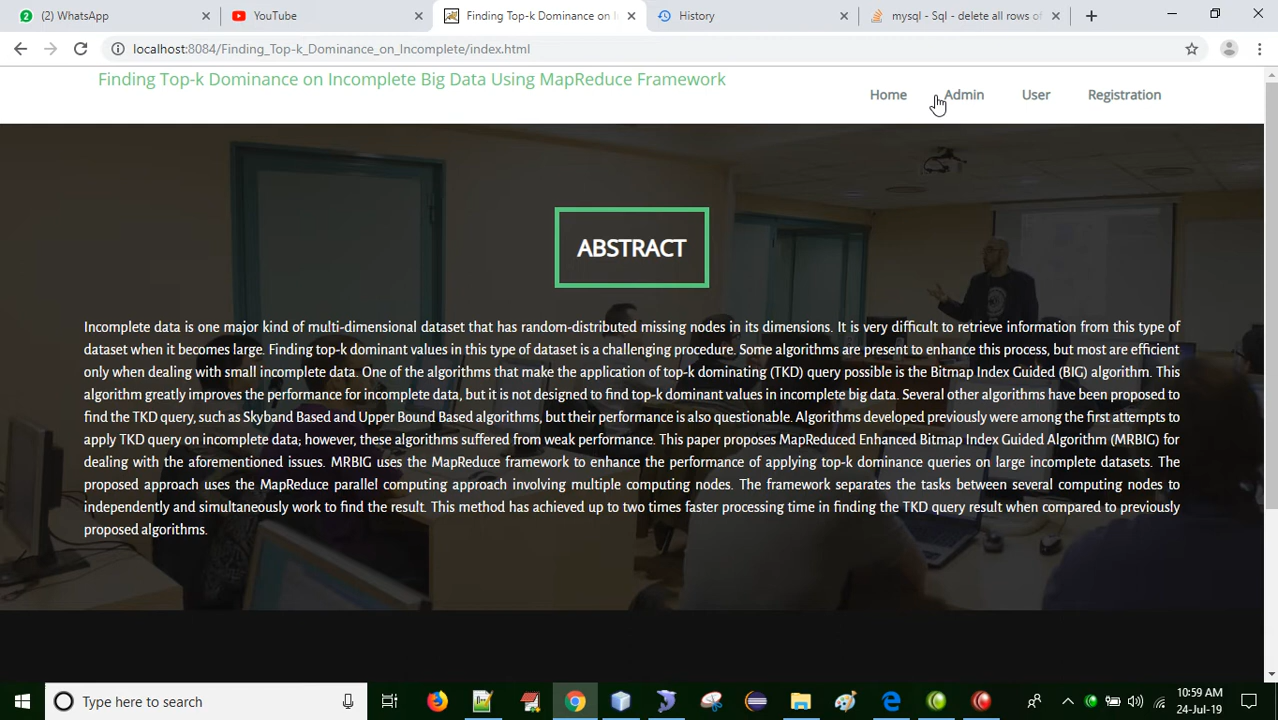 (2) WhatsApp
YouTube
Finding Top-k Dominance on I
History
mysql - Sql - delete all rows of
localhost:8084/Finding_Top-k_Dominance_on_Incomplete/index.html
Finding Top-k Dominance on Incomplete Big Data Using MapReduce Framework
Home
Admin
User
Registration
ABSTRACT
Incomplete data is one major kind of multi-dimensional dataset that has random-distributed missing nodes in its dimensions. It is very difficult to retrieve information from this type of
dataset when it becomes large. Finding top-k dominant values in this type of dataset is a challenging procedure. Some algorithms are present to enhance this process, but most are efficient
only when dealing with small incomplete data. One of the algorithms that make the application of top-k dominating (TKD) query possible is the Bitmap Index Guided (BIG) algorithm. This
algorithm greatly improves the performance for incomplete data, but it is not designed to find top-k dominant values in incomplete big data. Several other algorithms have been proposed to
find the TKD query, such as Skyband Based and Upper Bound Based algorithms, but their performance is also questionable. Algorithms developed previously were among the first attempts to
apply TKD query on incomplete data; however, these algorithms suffered from weak performance. This paper proposes MapReduced Enhanced Bitmap Index Guided Algorithm (MRBIG) for
dealing with the aforementioned issues. MRBIG uses the MapReduce framework to enhance the performance of applying top-k dominance queries on large incomplete datasets. The
proposed approach uses the MapReduce parallel computing approach involving multiple computing nodes. The framework separates the tasks between several computing nodes to
independently and simultaneously work to find the result. This method has achieved up to two times faster processing time in finding the TKD query result when compared to previously
proposed algorithms.
Type here to search
10:59 AM
24-Jul-19